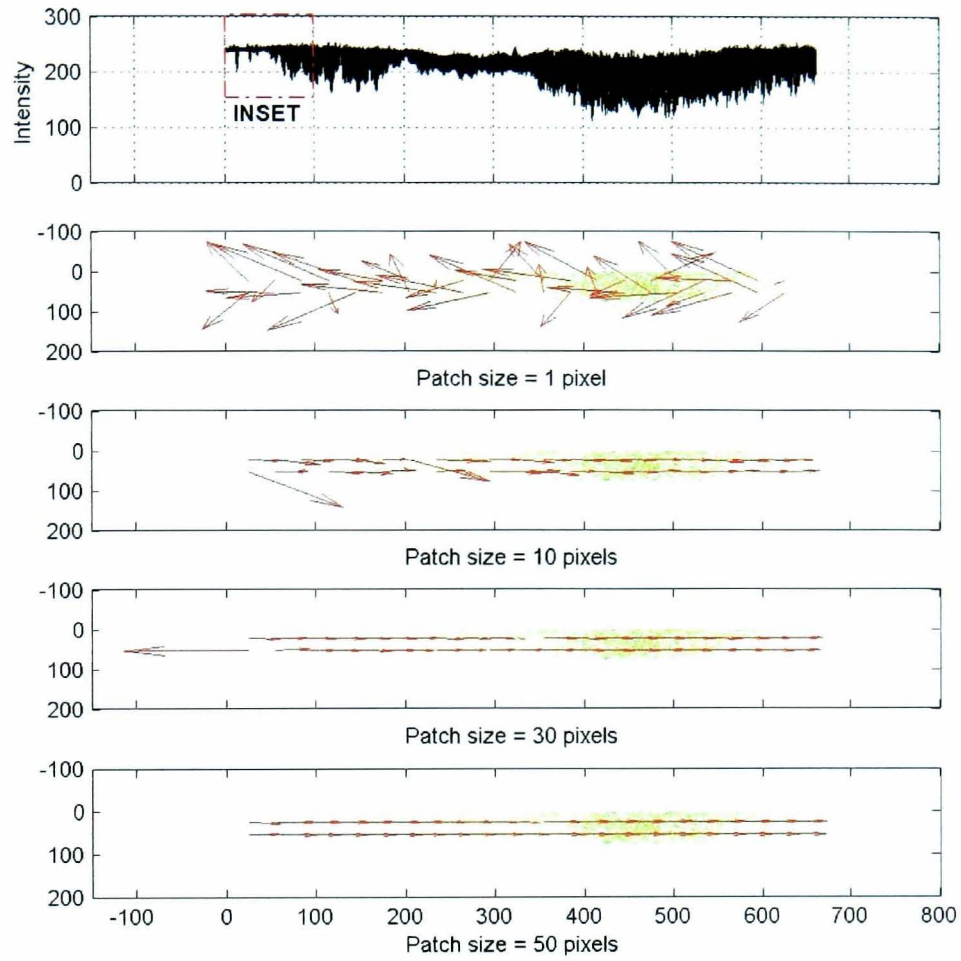 300
200
100
0
Intensity
INSET
-100
0
100
200
Patch size = 1 pixel
-100
0
100
200
Patch size = 10 pixels
-100
0
100
200
Patch size = 30 pixels
-100
0
100
200
-100 0 100 200 300 400 500 600 700 800
Patch size = 50 pixels